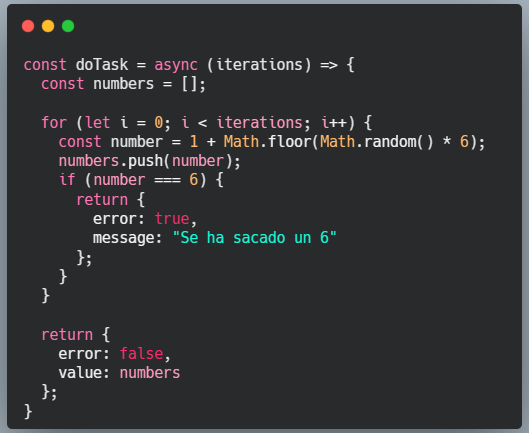 const doTask = async (iterations) => {
  const numbers = [];

  for (let i = 0; i < iterations; i++) {
    const number = 1 + Math.floor(Math.random() * 6);
    numbers.push(number);
    if (number === 6) {
      return {
        error: true,
        message: "Se ha sacado un 6"
      };
    }
  }

  return {
    error: false,
    value: numbers
  };
}